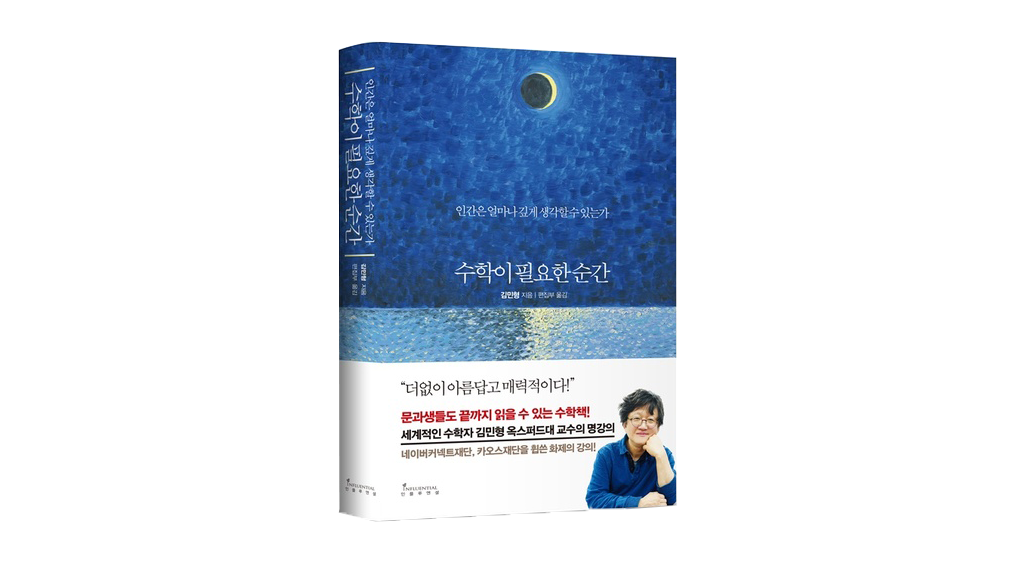 인간은 얼마나 깊게 생각할 수 있는가
수학이 필요한 순간
김민형 지음
편집부 옮김
INFLUENTIAL
인플루엔셜
인간은 얼마나 깊게 생각할 수 있는가
수학이 필요한 순간
김민형 지음 | 편집부 옮김
“더없이 아름답고 매력적이다!”
문과생들도 끝까지 읽을 수 있는 수학책!
세계적인 수학자 김민형 옥스퍼드대 교수의 명강의
네이버커넥트재단, 카오스재단을 휩쓴 화제의 강의!
INFLUENTIAL
인플루엔셜